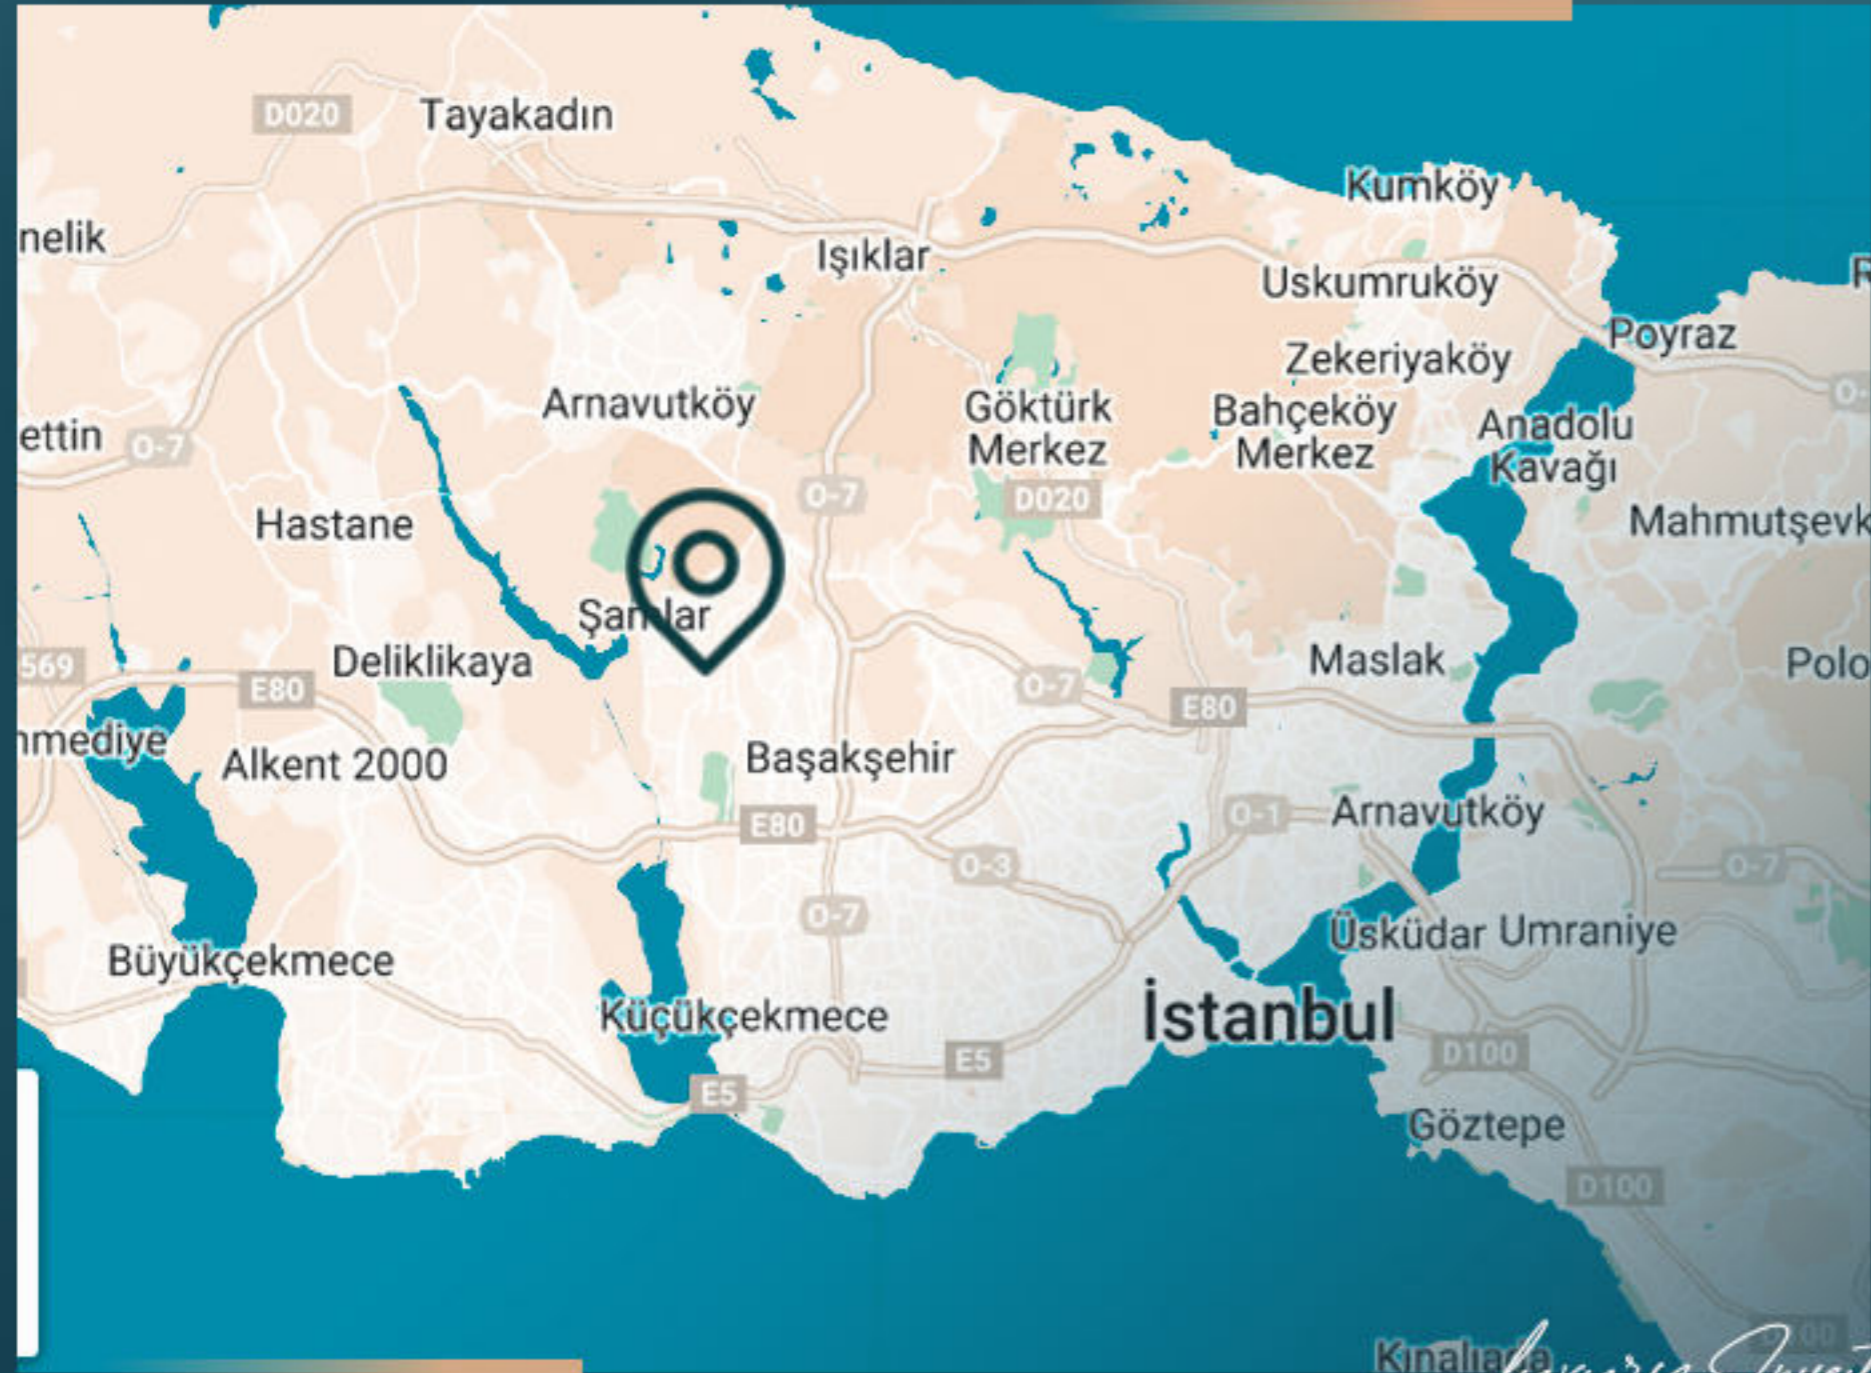 D020
Tayakadın
Kumköy
nelik
Işıklar
Uskumruköy
Poyraz
Zekeriyaköy
Arnavutköy
Göktürk
Merkez
Bahçeköy
Merkez
Anadolu
Kavağı
ettin
O-7
O-7
D020
Hastane
Mahmutşevk
Şamlar
Deliklikaya
569
E80
O-7
E80
Maslak
Polo
mediye
Alkent 2000
Başakşehir
E80
O-1
Arnavutköy
O-3
O-7
O-7
Büyükçekmece
Üsküdar
Umraniye
Küçükçekmece
İstanbul
E5
D100
E5
Göztepe
D100
Kınalıada